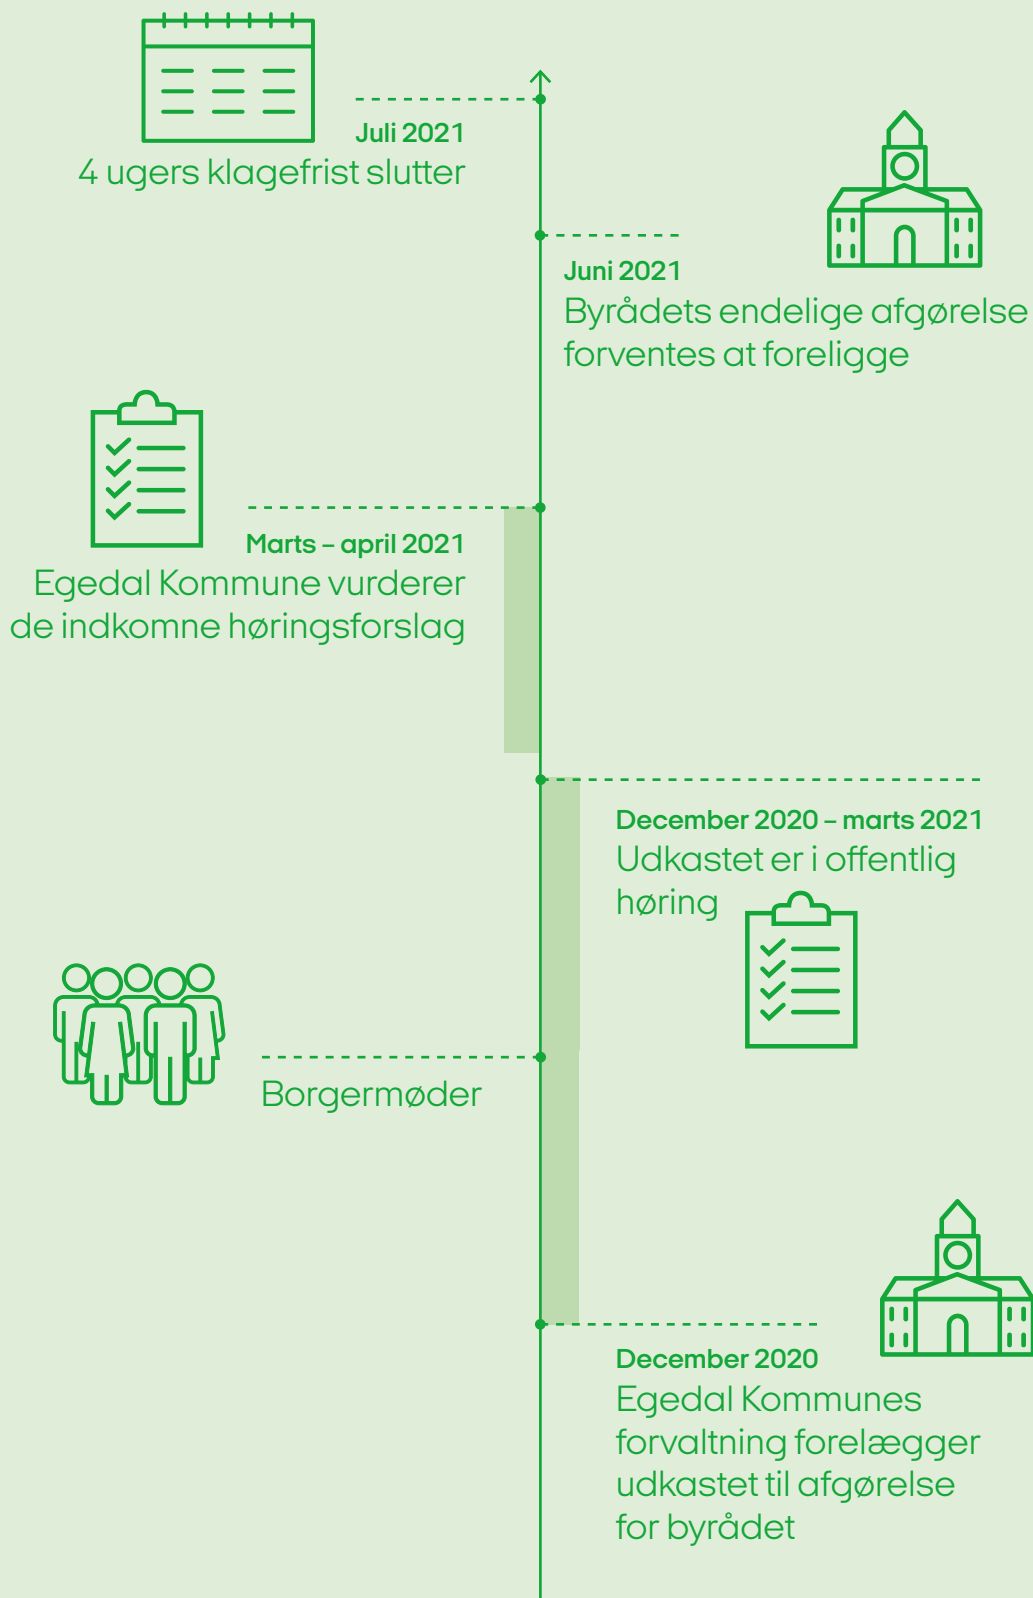 Juli 2021
4 ugers klagefrist slutter
Juni 2021
Byrådets endelige afgørelse
forventes at foreligge
Marts – april 2021
Egedal Kommune vurderer
de indkomne høringsforslag
December 2020 – marts 2021
Udkastet er i offentlig
høring
Borgermøder
December 2020
Egedal Kommunes
forvaltning forelægger
udkastet til afgørelse
for byrådet